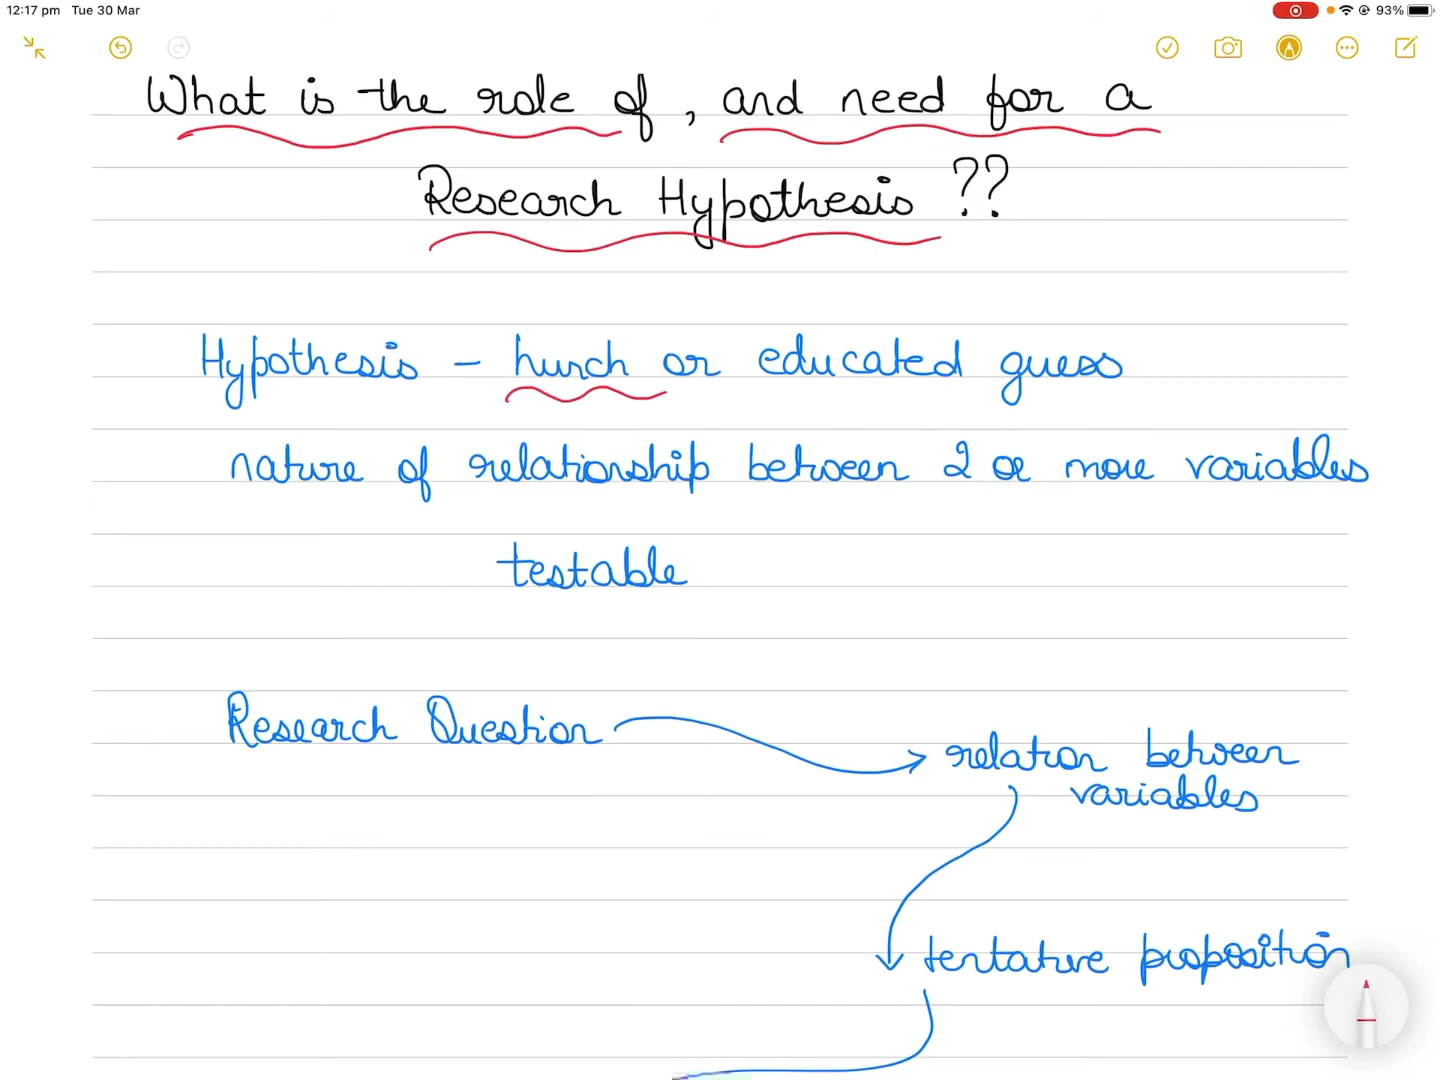 12:17 pm Tue 30 Mar 93%
What is the role of, and need for a
Research Hypothesis ??
Hypothesis - hunch or educated guess
nature of relationship between 2 or more variables
testable
Research Question
relation between
variables
tentative proposition